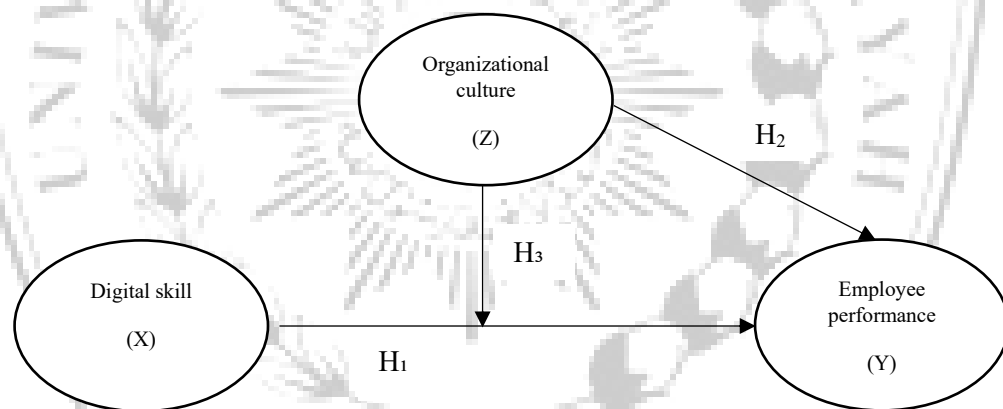 Organizational
culture
(Z)
H2
H3
Digital skill
(X)
Employee
performance
(Y)
H1